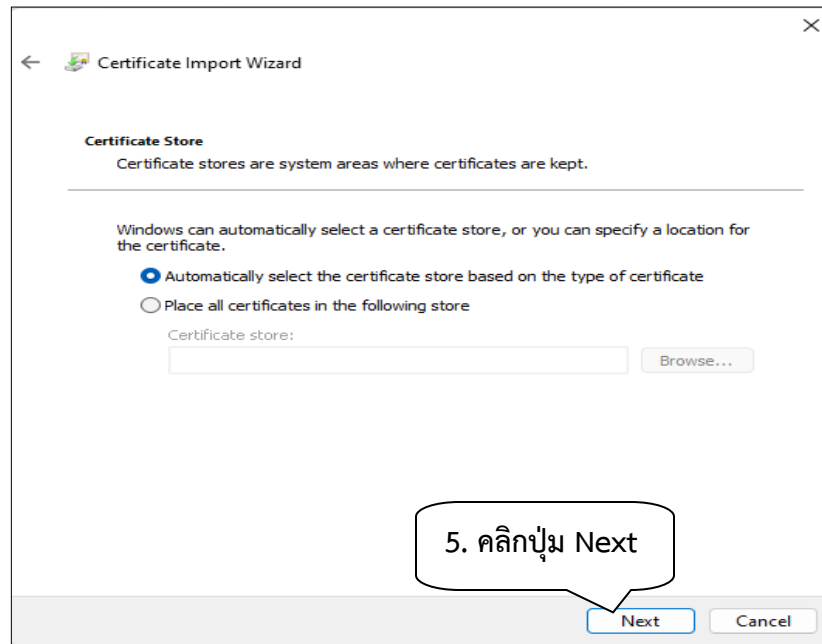 Certificate Import Wizard
Certificate Store
Certificate stores are system areas where certificates are kept.
Windows can automatically select a certificate store, or you can specify a location for
the certificate.
Automatically select the certificate store based on the type of certificate
Place all certificates in the following store
Certificate store:
Browse...
5. คลิกปุ่ม Next
Next
Cancel